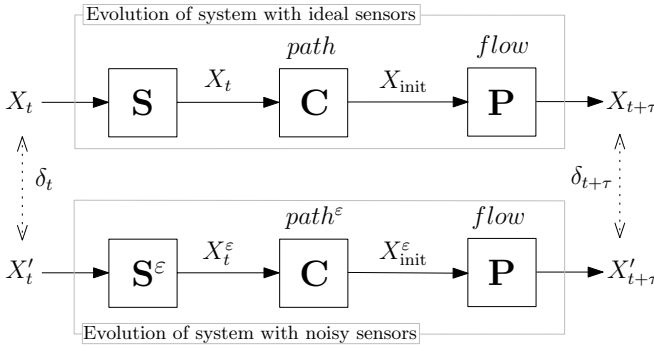 Evolution of system with ideal sensors
path flow
X_t S X_t C X_init P X_{t+τ}
δ_t δ_{t+τ}
path^ε flow
X′_t S^ε X^ε_t C X^ε_init P X′_{t+τ}
Evolution of system with noisy sensors